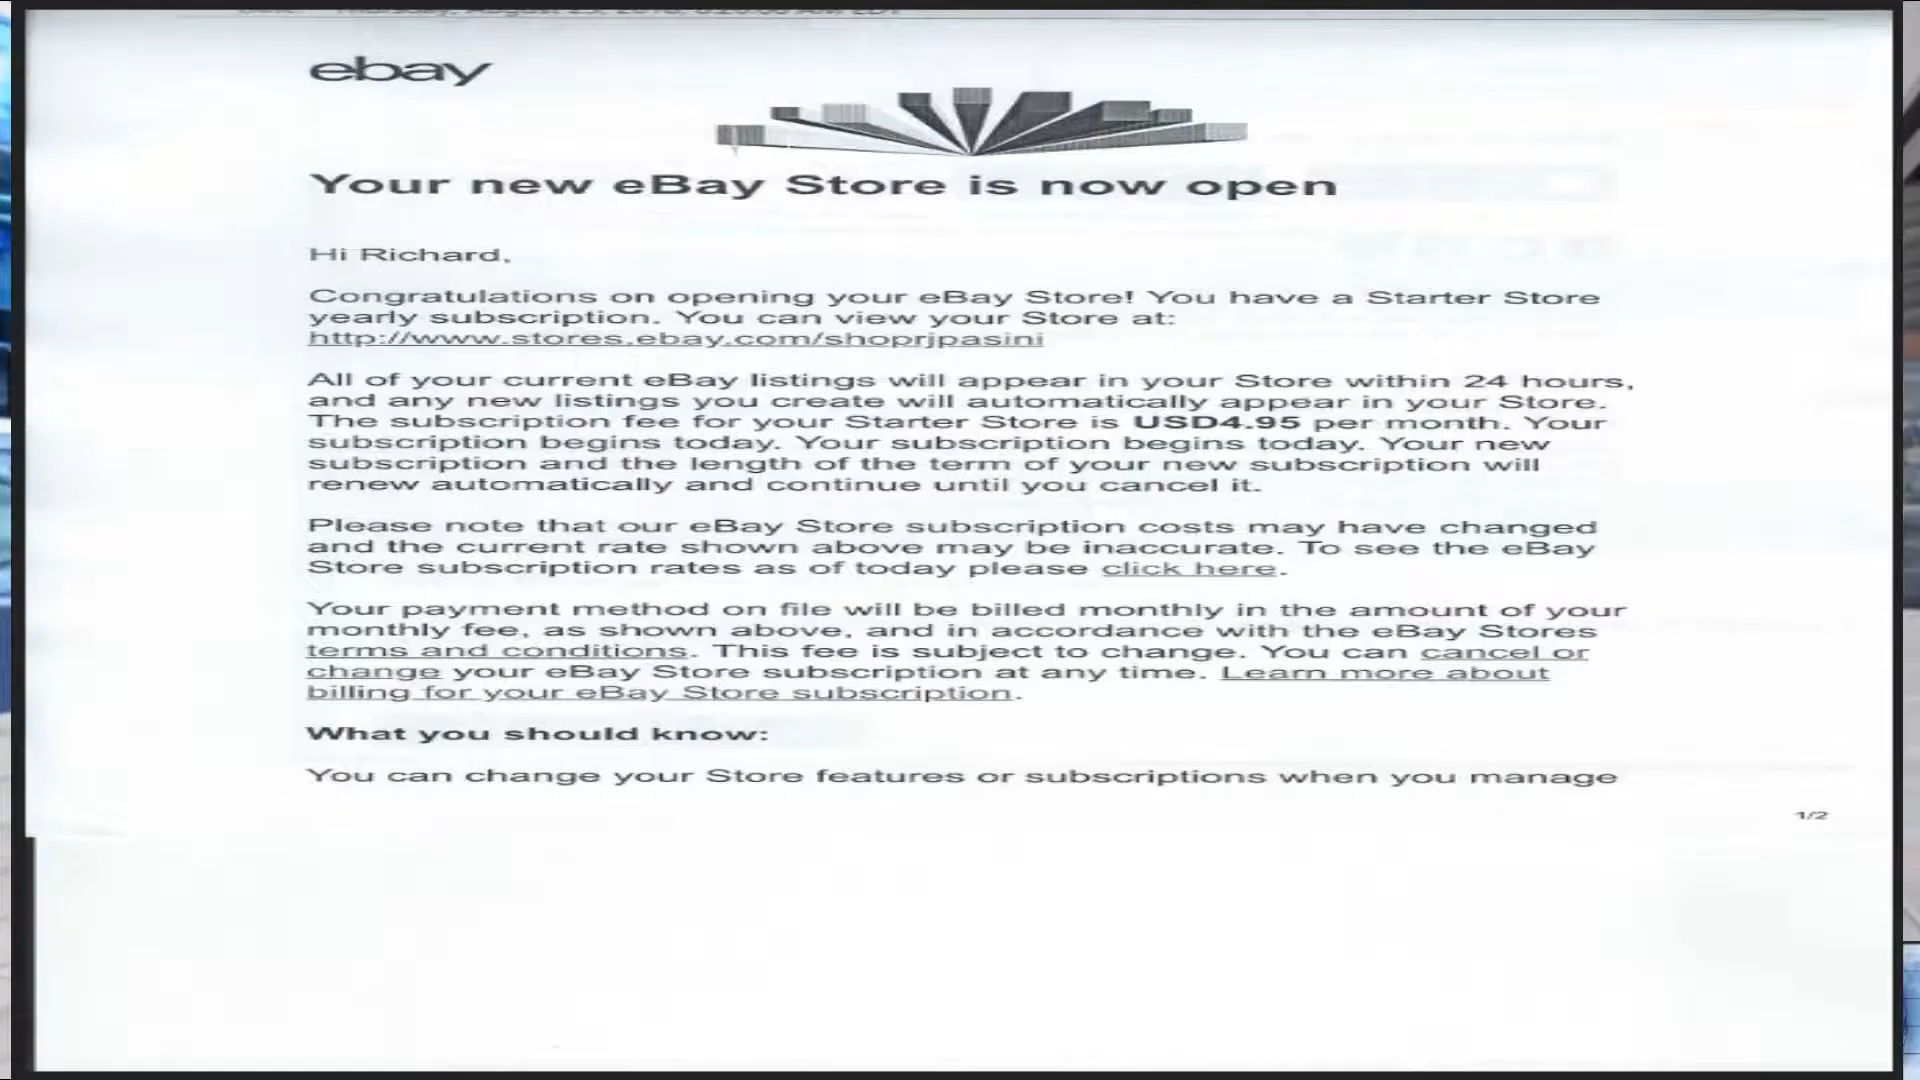 ebay
Your new eBay Store is now open
Hi Richard,
Congratulations on opening your eBay Store! You have a Starter Store
yearly subscription. You can view your Store at:
http://www.stores.ebay.com/shoprjpasini
All of your current eBay listings will appear in your Store within 24 hours,
and any new listings you create will automatically appear in your Store.
The subscription fee for your Starter Store is USD4.95 per month. Your
subscription begins today. Your subscription begins today. Your new
subscription and the length of the term of your new subscription will
renew automatically and continue until you cancel it.
Please note that our eBay Store subscription costs may have changed
and the current rate shown above may be inaccurate. To see the eBay
Store subscription rates as of today please click here.
Your payment method on file will be billed monthly in the amount of your
monthly fee, as shown above, and in accordance with the eBay Stores
terms and conditions. This fee is subject to change. You can cancel or
change your eBay Store subscription at any time. Learn more about
billing for your eBay Store subscription.
What you should know:
You can change your Store features or subscriptions when you manage
1/2